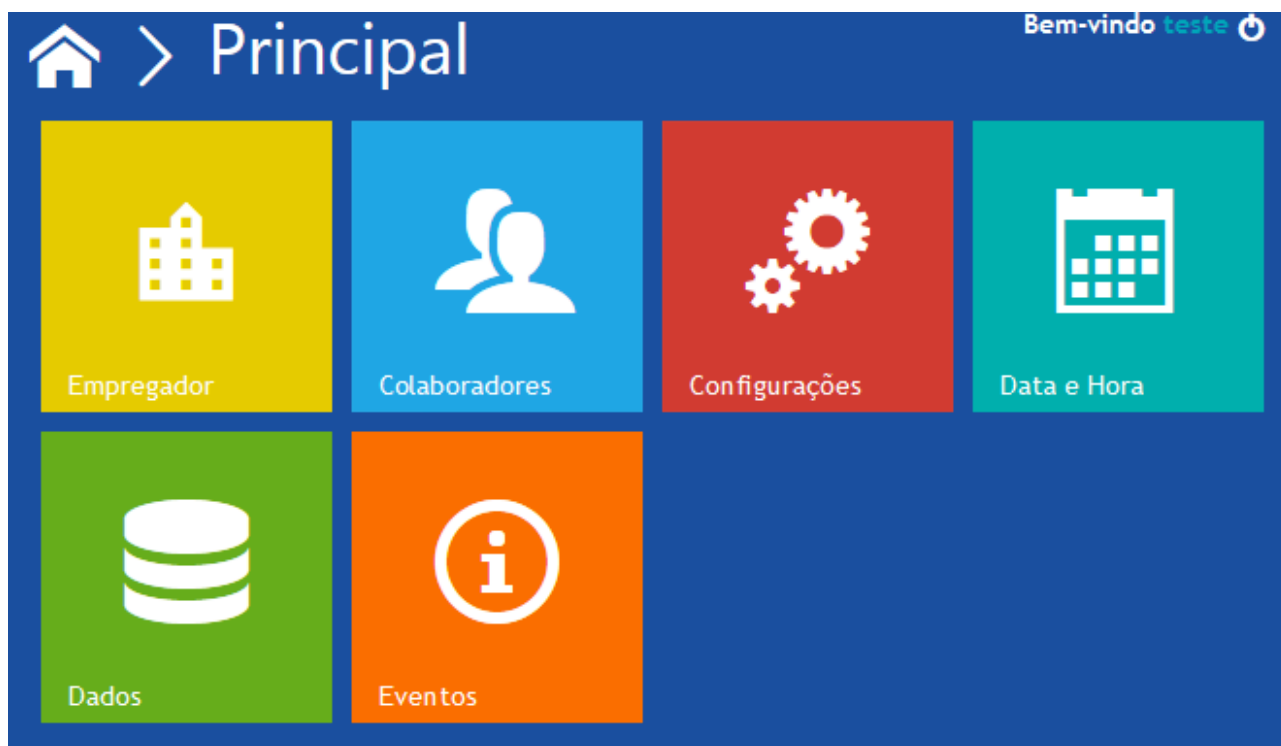 Bem-vindo teste
Principal
Empregador
Colaboradores
Configurações
Data e Hora
Dados
Eventos